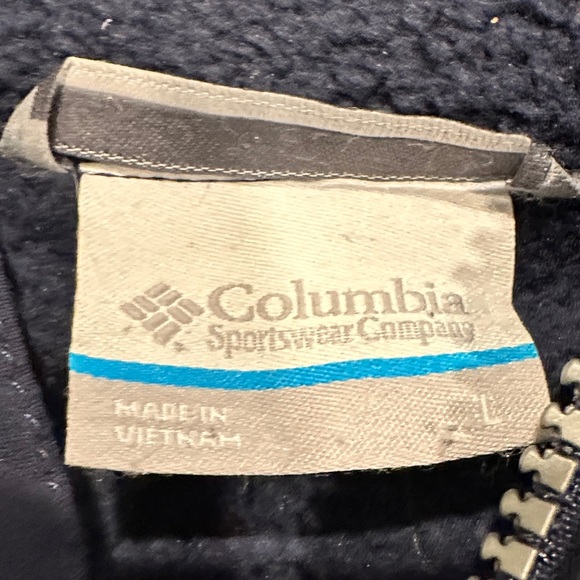 Columbia
Sportswear Company
MADE IN
VIETNAM
L